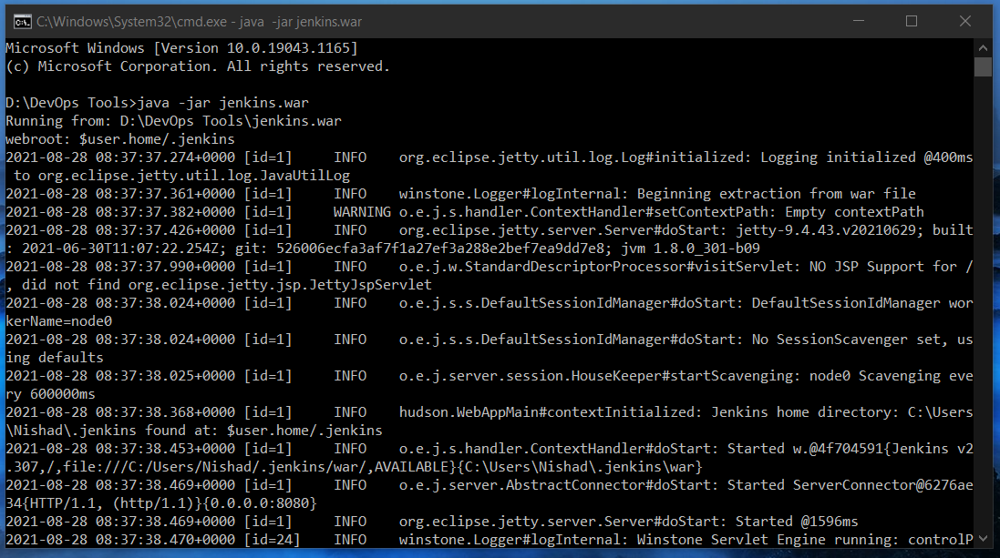 C:\Windows\System32\cmd.exe - java  -jar jenkins.war
Microsoft Windows [Version 10.0.19043.1165]
(c) Microsoft Corporation. All rights reserved.
D:\DevOps Tools>java -jar jenkins.war
Running from: D:\DevOps Tools\jenkins.war
webroot: $user.home/.jenkins
2021-08-28 08:37:37.274+0000 [id=1]     INFO    org.eclipse.jetty.util.log.Log#initialized: Logging initialized @400ms
 to org.eclipse.jetty.util.log.JavaUtilLog
2021-08-28 08:37:37.361+0000 [id=1]     INFO    winstone.Logger#logInternal: Beginning extraction from war file
2021-08-28 08:37:37.382+0000 [id=1]     WARNING o.e.j.s.handler.ContextHandler#setContextPath: Empty contextPath
2021-08-28 08:37:37.426+0000 [id=1]     INFO    org.eclipse.jetty.server.Server#doStart: jetty-9.4.43.v20210629; built
: 2021-06-30T11:07:22.254Z; git: 526006ecfa3af7f1a27ef3a288e2bef7ea9dd7e8; jvm 1.8.0_301-b09
2021-08-28 08:37:37.990+0000 [id=1]     INFO    o.e.j.w.StandardDescriptorProcessor#visitServlet: NO JSP Support for /
, did not find org.eclipse.jetty.jsp.JettyJspServlet
2021-08-28 08:37:38.024+0000 [id=1]     INFO    o.e.j.s.s.DefaultSessionIdManager#doStart: DefaultSessionIdManager wor
kerName=node0
2021-08-28 08:37:38.024+0000 [id=1]     INFO    o.e.j.s.s.DefaultSessionIdManager#doStart: No SessionScavenger set, us
ing defaults
2021-08-28 08:37:38.025+0000 [id=1]     INFO    o.e.j.server.session.HouseKeeper#startScavenging: node0 Scavenging eve
ry 600000ms
2021-08-28 08:37:38.368+0000 [id=1]     INFO    hudson.WebAppMain#contextInitialized: Jenkins home directory: C:\Users
\Nishad\.jenkins found at: $user.home/.jenkins
2021-08-28 08:37:38.453+0000 [id=1]     INFO    o.e.j.s.handler.ContextHandler#doStart: Started w.@4f704591{Jenkins v2
.307,/,file:///C:/Users/Nishad/.jenkins/war/,AVAILABLE}{C:\Users\Nishad\.jenkins\war}
2021-08-28 08:37:38.469+0000 [id=1]     INFO    o.e.j.server.AbstractConnector#doStart: Started ServerConnector@6276ae
34{HTTP/1.1, (http/1.1)}{0.0.0.0:8080}
2021-08-28 08:37:38.469+0000 [id=1]     INFO    org.eclipse.jetty.server.Server#doStart: Started @1596ms
2021-08-28 08:37:38.470+0000 [id=24]    INFO    winstone.Logger#logInternal: Winstone Servlet Engine running: controlP